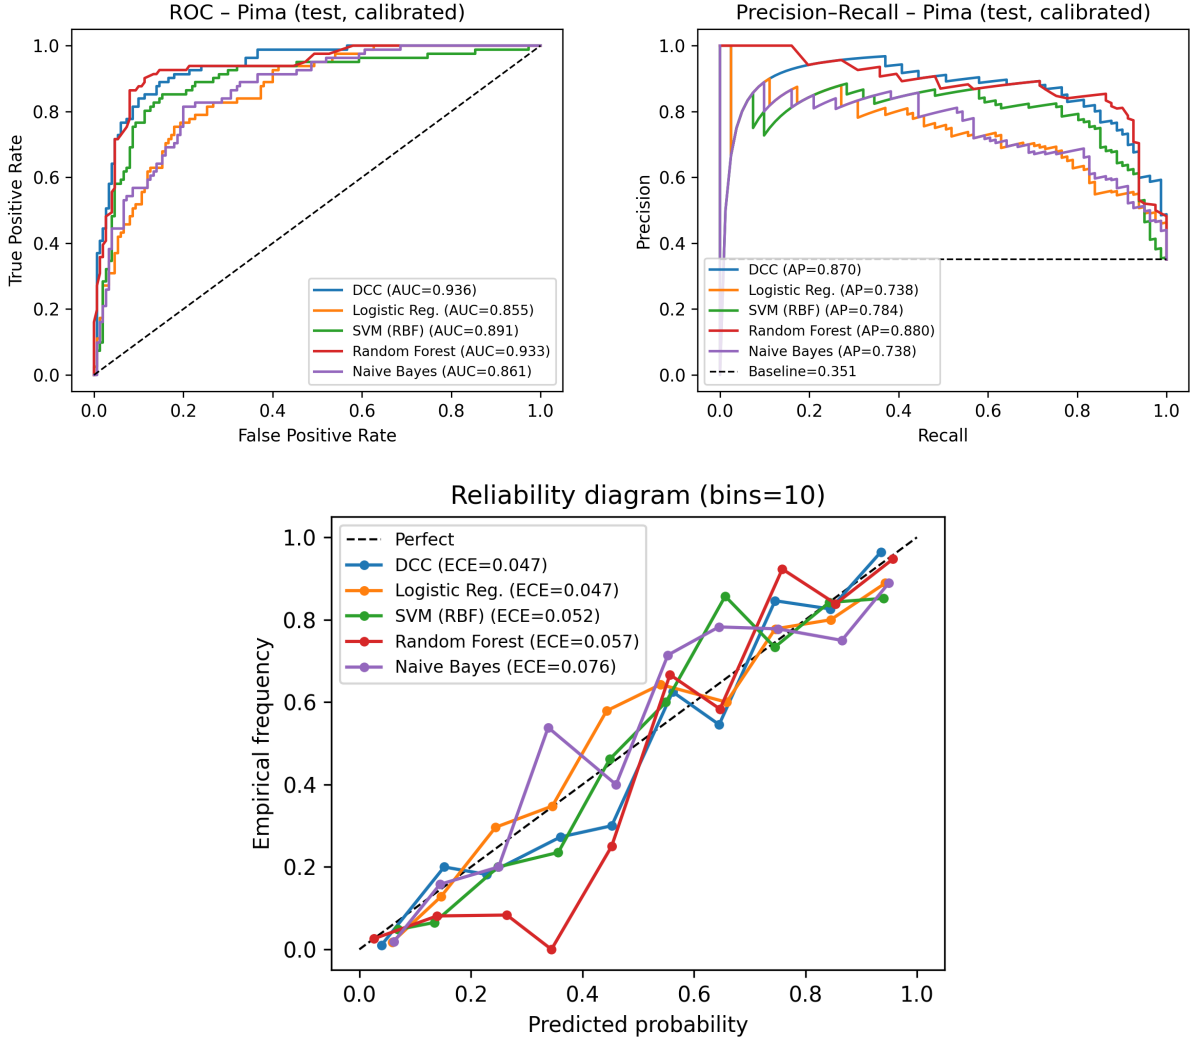 ROC – Pima (test, calibrated)
True Positive Rate
1.0
0.8
0.6
0.4
0.2
0.0
DCC (AUC=0.936)
Logistic Reg. (AUC=0.855)
SVM (RBF) (AUC=0.891)
Random Forest (AUC=0.933)
Naive Bayes (AUC=0.861)
0.0 0.2 0.4 0.6 0.8 1.0
False Positive Rate
Precision–Recall – Pima (test, calibrated)
Precision
1.0
0.8
0.6
0.4
0.2
0.0
DCC (AP=0.870)
Logistic Reg. (AP=0.738)
SVM (RBF) (AP=0.784)
Random Forest (AP=0.880)
Naive Bayes (AP=0.738)
Baseline=0.351
0.0 0.2 0.4 0.6 0.8 1.0
Recall
Reliability diagram (bins=10)
Empirical frequency
1.0
0.8
0.6
0.4
0.2
0.0
Perfect
DCC (ECE=0.047)
Logistic Reg. (ECE=0.047)
SVM (RBF) (ECE=0.052)
Random Forest (ECE=0.057)
Naive Bayes (ECE=0.076)
0.0 0.2 0.4 0.6 0.8 1.0
Predicted probability